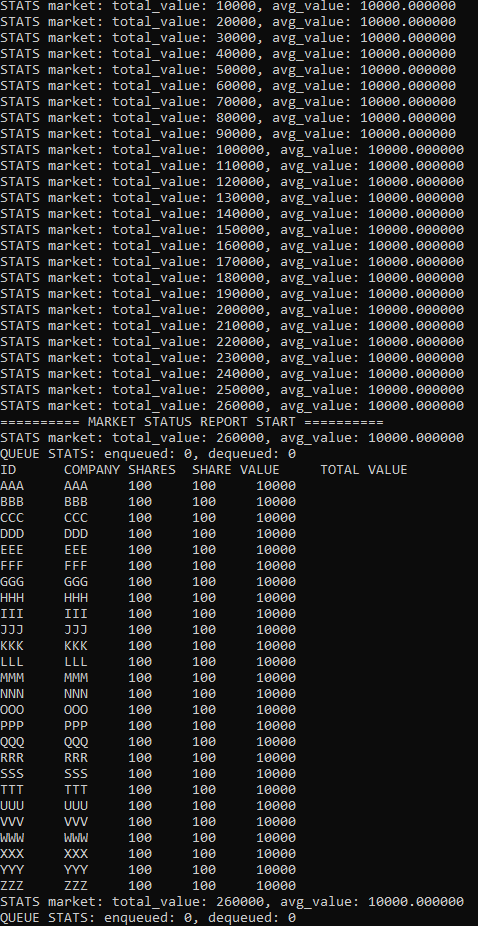 STATS market: total_value: 10000, avg_value: 10000.000000
STATS market: total_value: 20000, avg_value: 10000.000000
STATS market: total_value: 30000, avg_value: 10000.000000
STATS market: total_value: 40000, avg_value: 10000.000000
STATS market: total_value: 50000, avg_value: 10000.000000
STATS market: total_value: 60000, avg_value: 10000.000000
STATS market: total_value: 70000, avg_value: 10000.000000
STATS market: total_value: 80000, avg_value: 10000.000000
STATS market: total_value: 90000, avg_value: 10000.000000
STATS market: total_value: 100000, avg_value: 10000.000000
STATS market: total_value: 110000, avg_value: 10000.000000
STATS market: total_value: 120000, avg_value: 10000.000000
STATS market: total_value: 130000, avg_value: 10000.000000
STATS market: total_value: 140000, avg_value: 10000.000000
STATS market: total_value: 150000, avg_value: 10000.000000
STATS market: total_value: 160000, avg_value: 10000.000000
STATS market: total_value: 170000, avg_value: 10000.000000
STATS market: total_value: 180000, avg_value: 10000.000000
STATS market: total_value: 190000, avg_value: 10000.000000
STATS market: total_value: 200000, avg_value: 10000.000000
STATS market: total_value: 210000, avg_value: 10000.000000
STATS market: total_value: 220000, avg_value: 10000.000000
STATS market: total_value: 230000, avg_value: 10000.000000
STATS market: total_value: 240000, avg_value: 10000.000000
STATS market: total_value: 250000, avg_value: 10000.000000
STATS market: total_value: 260000, avg_value: 10000.000000
========== MARKET STATUS REPORT START ==========
STATS market: total_value: 260000, avg_value: 10000.000000
QUEUE STATS: enqueued: 0, dequeued: 0
ID      COMPANY SHARES  SHARE VALUE     TOTAL VALUE
AAA     AAA     100     100     10000
BBB     BBB     100     100     10000
CCC     CCC     100     100     10000
DDD     DDD     100     100     10000
EEE     EEE     100     100     10000
FFF     FFF     100     100     10000
GGG     GGG     100     100     10000
HHH     HHH     100     100     10000
III     III     100     100     10000
JJJ     JJJ     100     100     10000
KKK     KKK     100     100     10000
LLL     LLL     100     100     10000
MMM     MMM     100     100     10000
NNN     NNN     100     100     10000
OOO     OOO     100     100     10000
PPP     PPP     100     100     10000
QQQ     QQQ     100     100     10000
RRR     RRR     100     100     10000
SSS     SSS     100     100     10000
TTT     TTT     100     100     10000
UUU     UUU     100     100     10000
VVV     VVV     100     100     10000
WWW     WWW     100     100     10000
XXX     XXX     100     100     10000
YYY     YYY     100     100     10000
ZZZ     ZZZ     100     100     10000
STATS market: total_value: 260000, avg_value: 10000.000000
QUEUE STATS: enqueued: 0, dequeued: 0